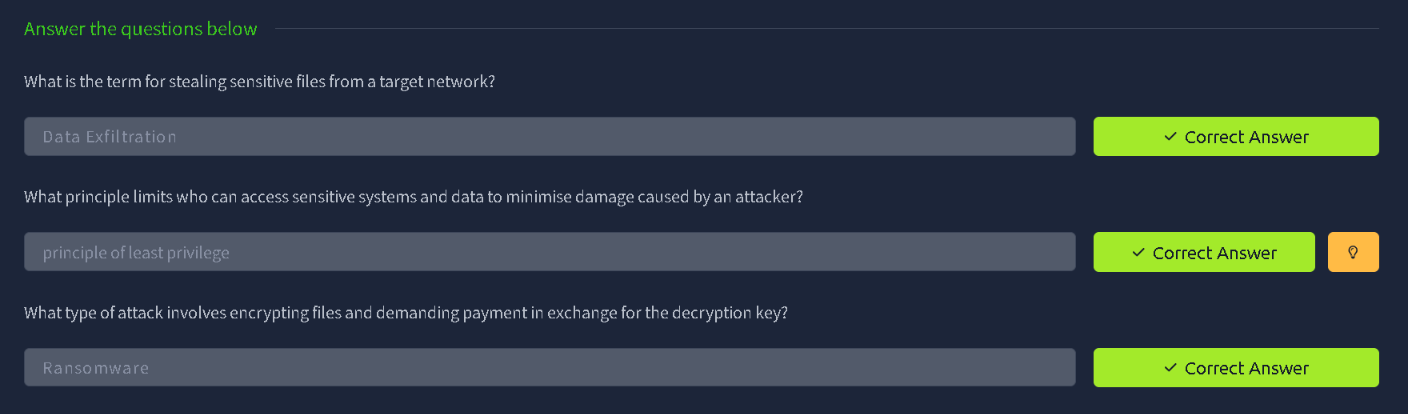 Answer the questions below
What is the term for stealing sensitive files from a target network?
Data Exfiltration
✓ Correct Answer
What principle limits who can access sensitive systems and data to minimise damage caused by an attacker?
principle of least privilege
✓ Correct Answer
What type of attack involves encrypting files and demanding payment in exchange for the decryption key?
Ransomware
✓ Correct Answer